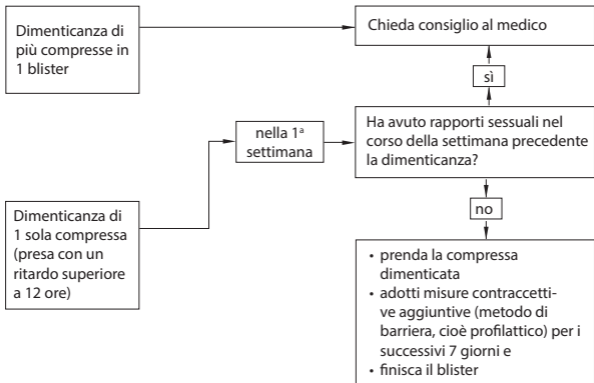 Dimenticanza di
più compresse in
1 blister
Chieda consiglio al medico
sì
nella 1ª
settimana
Ha avuto rapporti sessuali nel
corso della settimana precedente
la dimenticanza?
no
Dimenticanza di
1 sola compressa
(presa con un
ritardo superiore
a 12 ore)
• prenda la compressa
dimenticata
• adotti misure contraccetti-
ve aggiuntive (metodo di
barriera, cioè profilattico) per i
successivi 7 giorni e
• finisca il blister